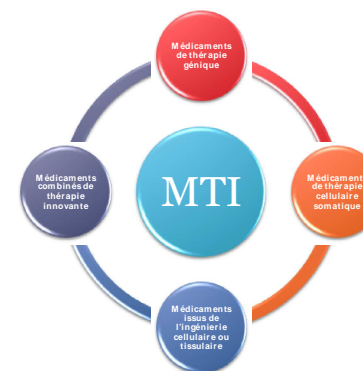 Médicaments
de thérapie
génique
Médicaments
combinés de
thérapie
innovante
MTI
Médicament
de thérapie
cellulaire
somatique
Médicaments
issus de
l'ingénierie
cellulaire ou
tissulaire